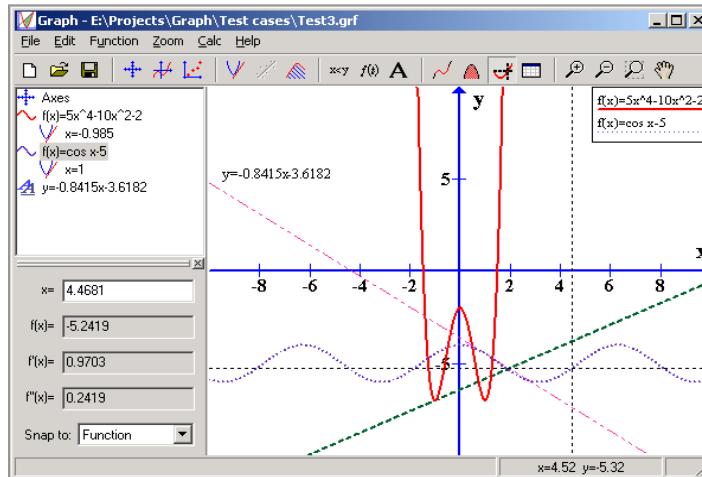 Graph - E:\Projects\Graph\Test cases\Test3.grf
File Edit Function Zoom Calc Help
x<y f(t) A
Axes
f(x)=5x^4-10x^2-2
x=-0.985
f(x)=cos x-5
x=1
y=-0.8415x-3.6182
x= 4.4681
f(x)= -5.2419
f'(x)= 0.9703
f''(x)= 0.2419
Snap to: Function
y
f(x)=5x^4-10x^2-2
f(x)=cos x-5
y=-0.8415x-3.6182
5
x
-8 -6 -4 -2 2 4 6 8
-5
x=4.52 y=-5.32